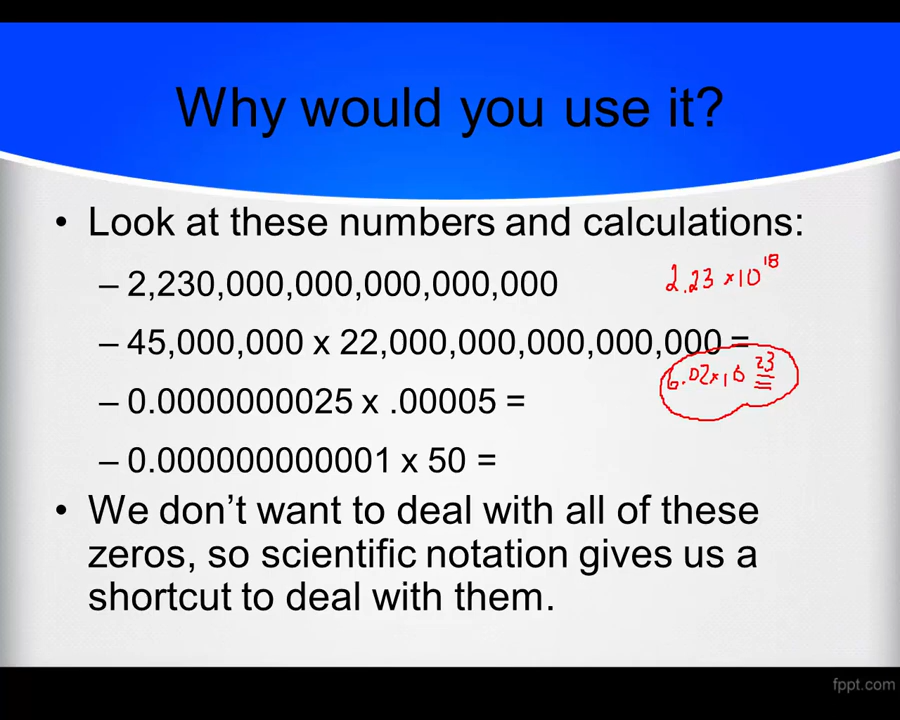 Why would you use it?
• Look at these numbers and calculations:
– 2,230,000,000,000,000,000 2.23 × 10^18
– 45,000,000 x 22,000,000,000,000,000 =
6.02 × 10^23
– 0.0000000025 x .00005 =
– 0.000000000001 x 50 =
• We don’t want to deal with all of these
zeros, so scientific notation gives us a
shortcut to deal with them.
fppt.com